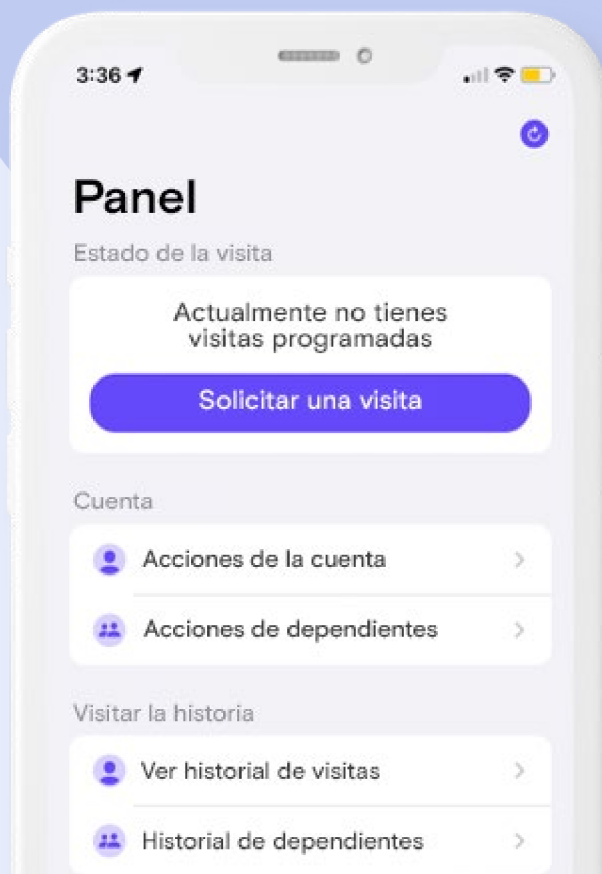 3:36
Panel
Estado de la visita
Actualmente no tienes
visitas programadas
Solicitar una visita
Cuenta
Acciones de la cuenta
Acciones de dependientes
Visitar la historia
Ver historial de visitas
Historial de dependientes